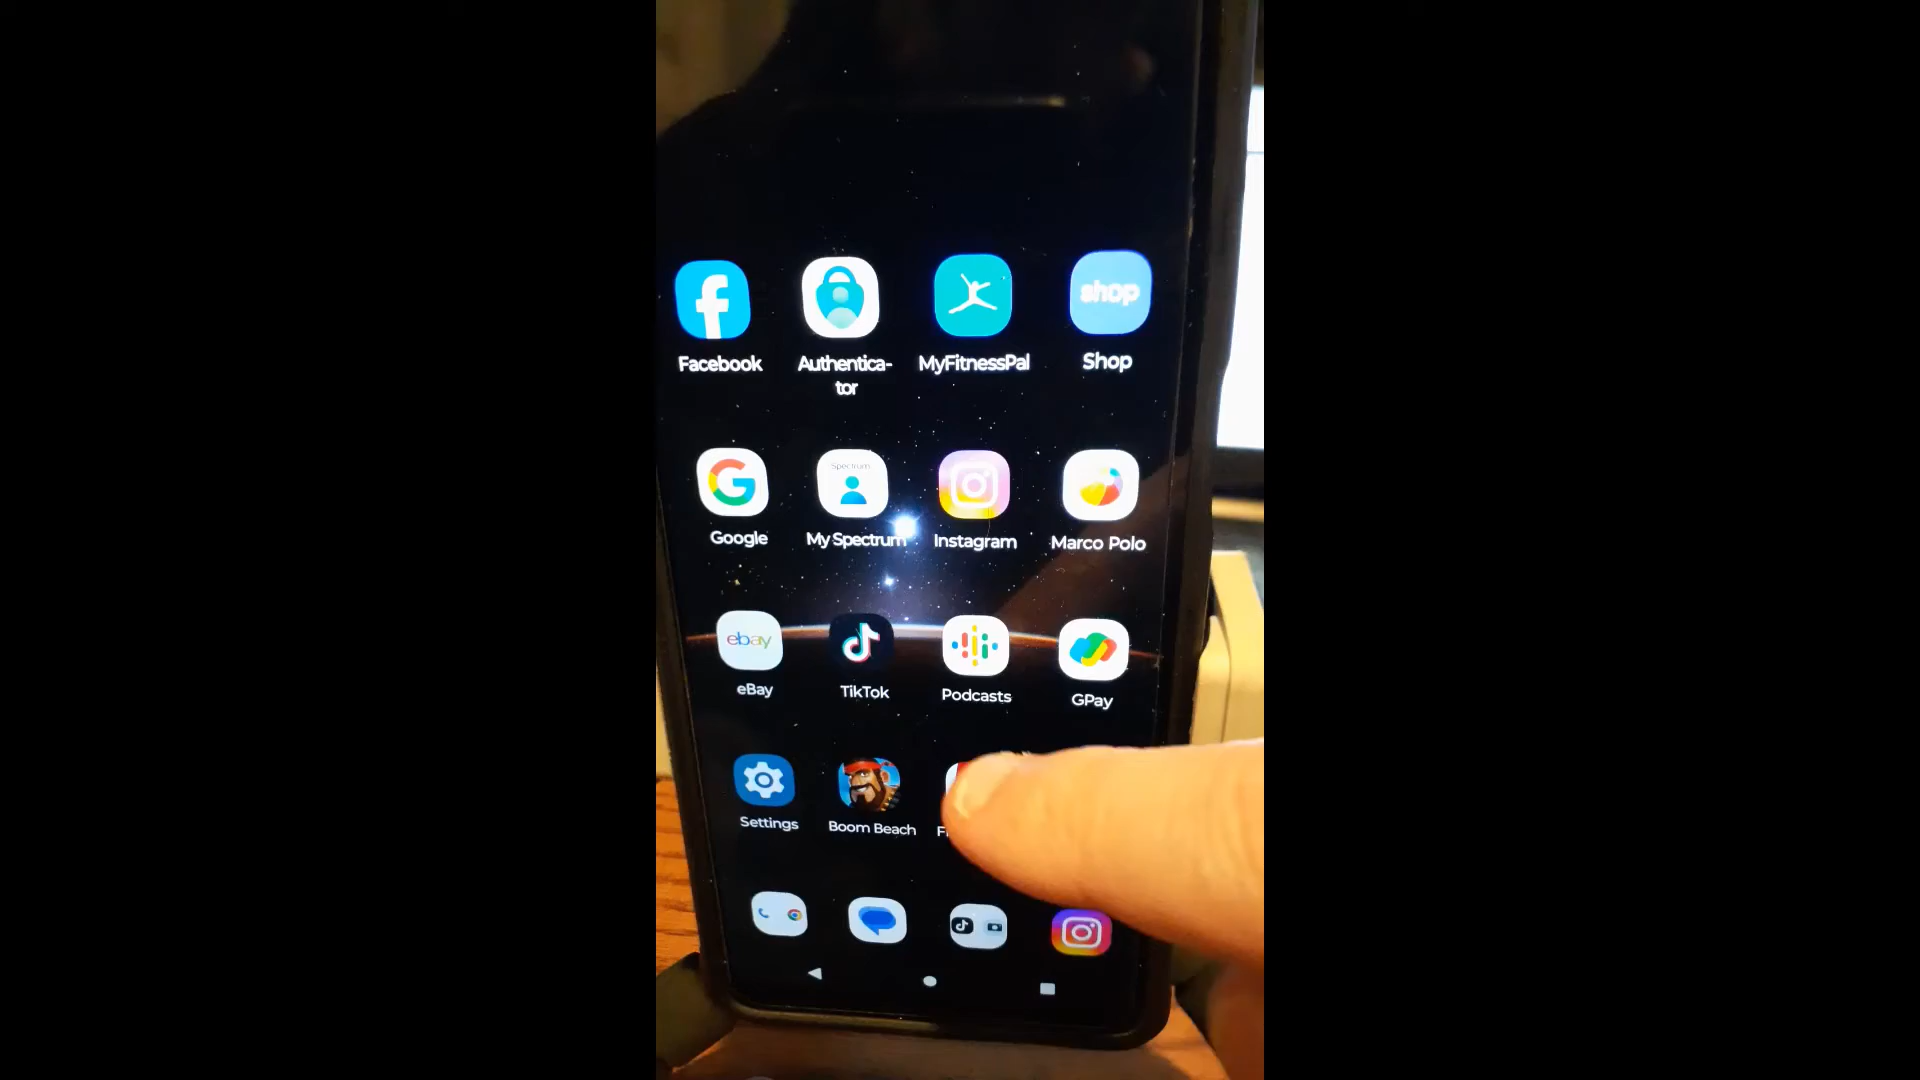 shop
Facebook
Authentica-
tor
MyFitnessPal
Shop
Spectrum
Google
My Spectrum
Instagram
Marco Polo
ebay
eBay
TikTok
Podcasts
GPay
Settings
Boom Beach